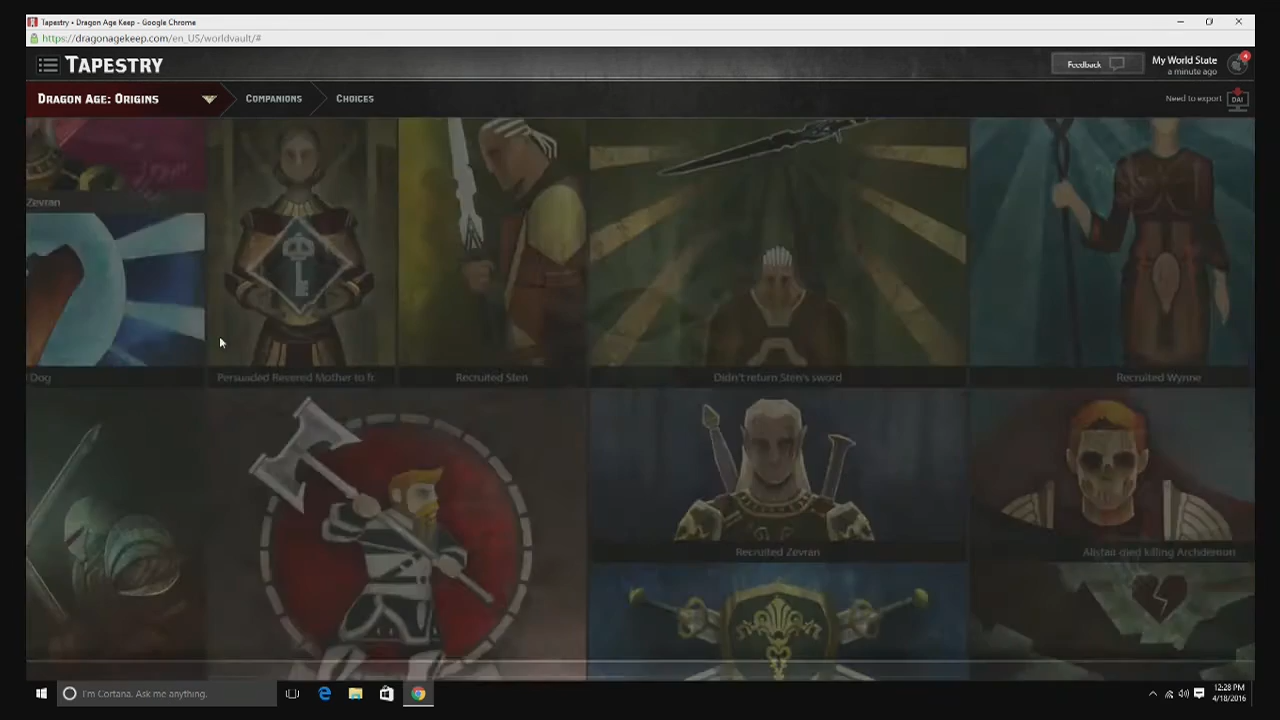 Tapestry • Dragon Age Keep - Google Chrome
https://dragonagekeep.com/en_US/worldvault/#
TAPESTRY
Feedback
My World State
a minute ago
4
DRAGON AGE: ORIGINS
COMPANIONS
CHOICES
Need to export
DAI
Zevran
Dog
Persuaded Revered Mother to fr
Recruited Sten
Didn't return Sten's sword
Recruited Wynne
Recruited Zevran
Alistair died killing Archdemon
I'm Cortana. Ask me anything.
12:28 PM
4/18/2016